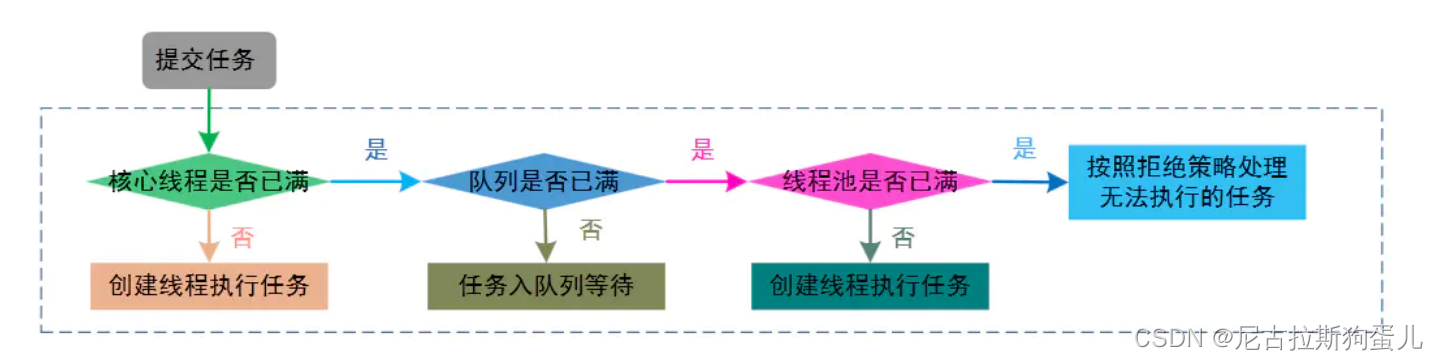 提交任务
核心线程是否已满
是
队列是否已满
是
线程池是否已满
是
按照拒绝策略处理
无法执行的任务
否
否
否
创建线程执行任务
任务入队列等待
创建线程执行任务
CSDN @尼古拉斯狗蛋儿